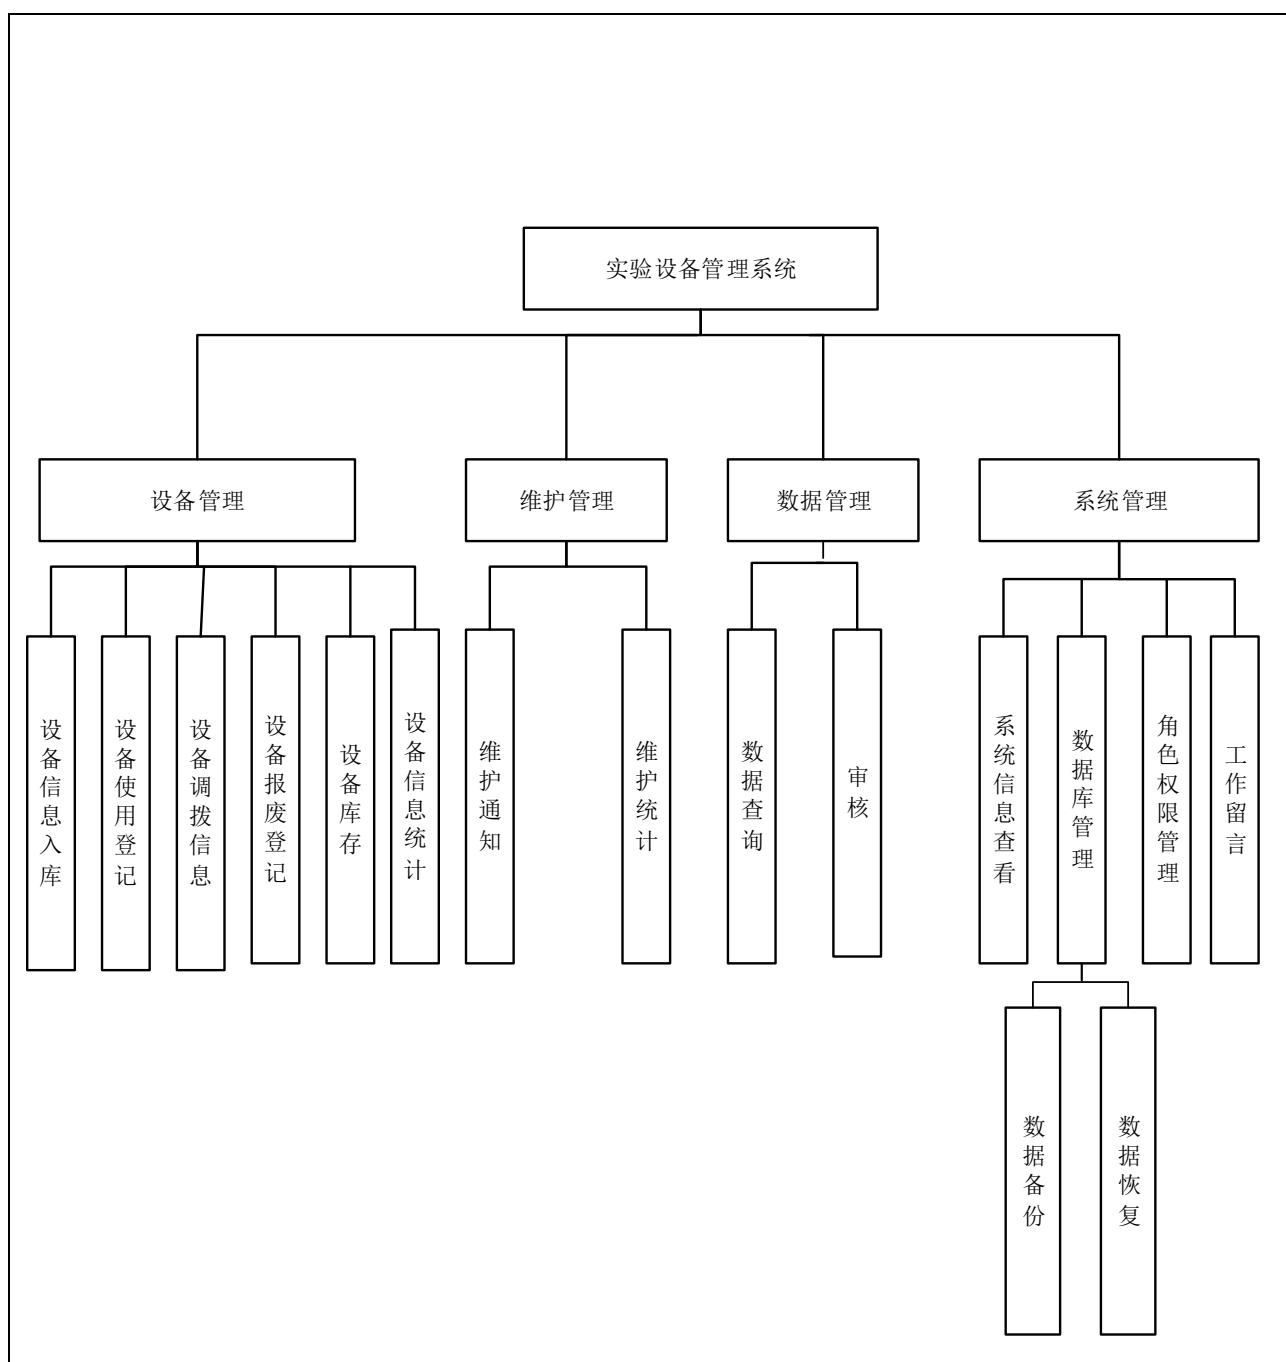 实验设备管理系统
设备管理
维护管理
数据管理
系统管理
设备信息入库
设备使用登记
设备调拨信息
设备报废登记
设备库存
设备信息统计
维护通知
维护统计
数据查询
审核
系统信息查看
数据库管理
角色权限管理
工作留言
数据备份
数据恢复